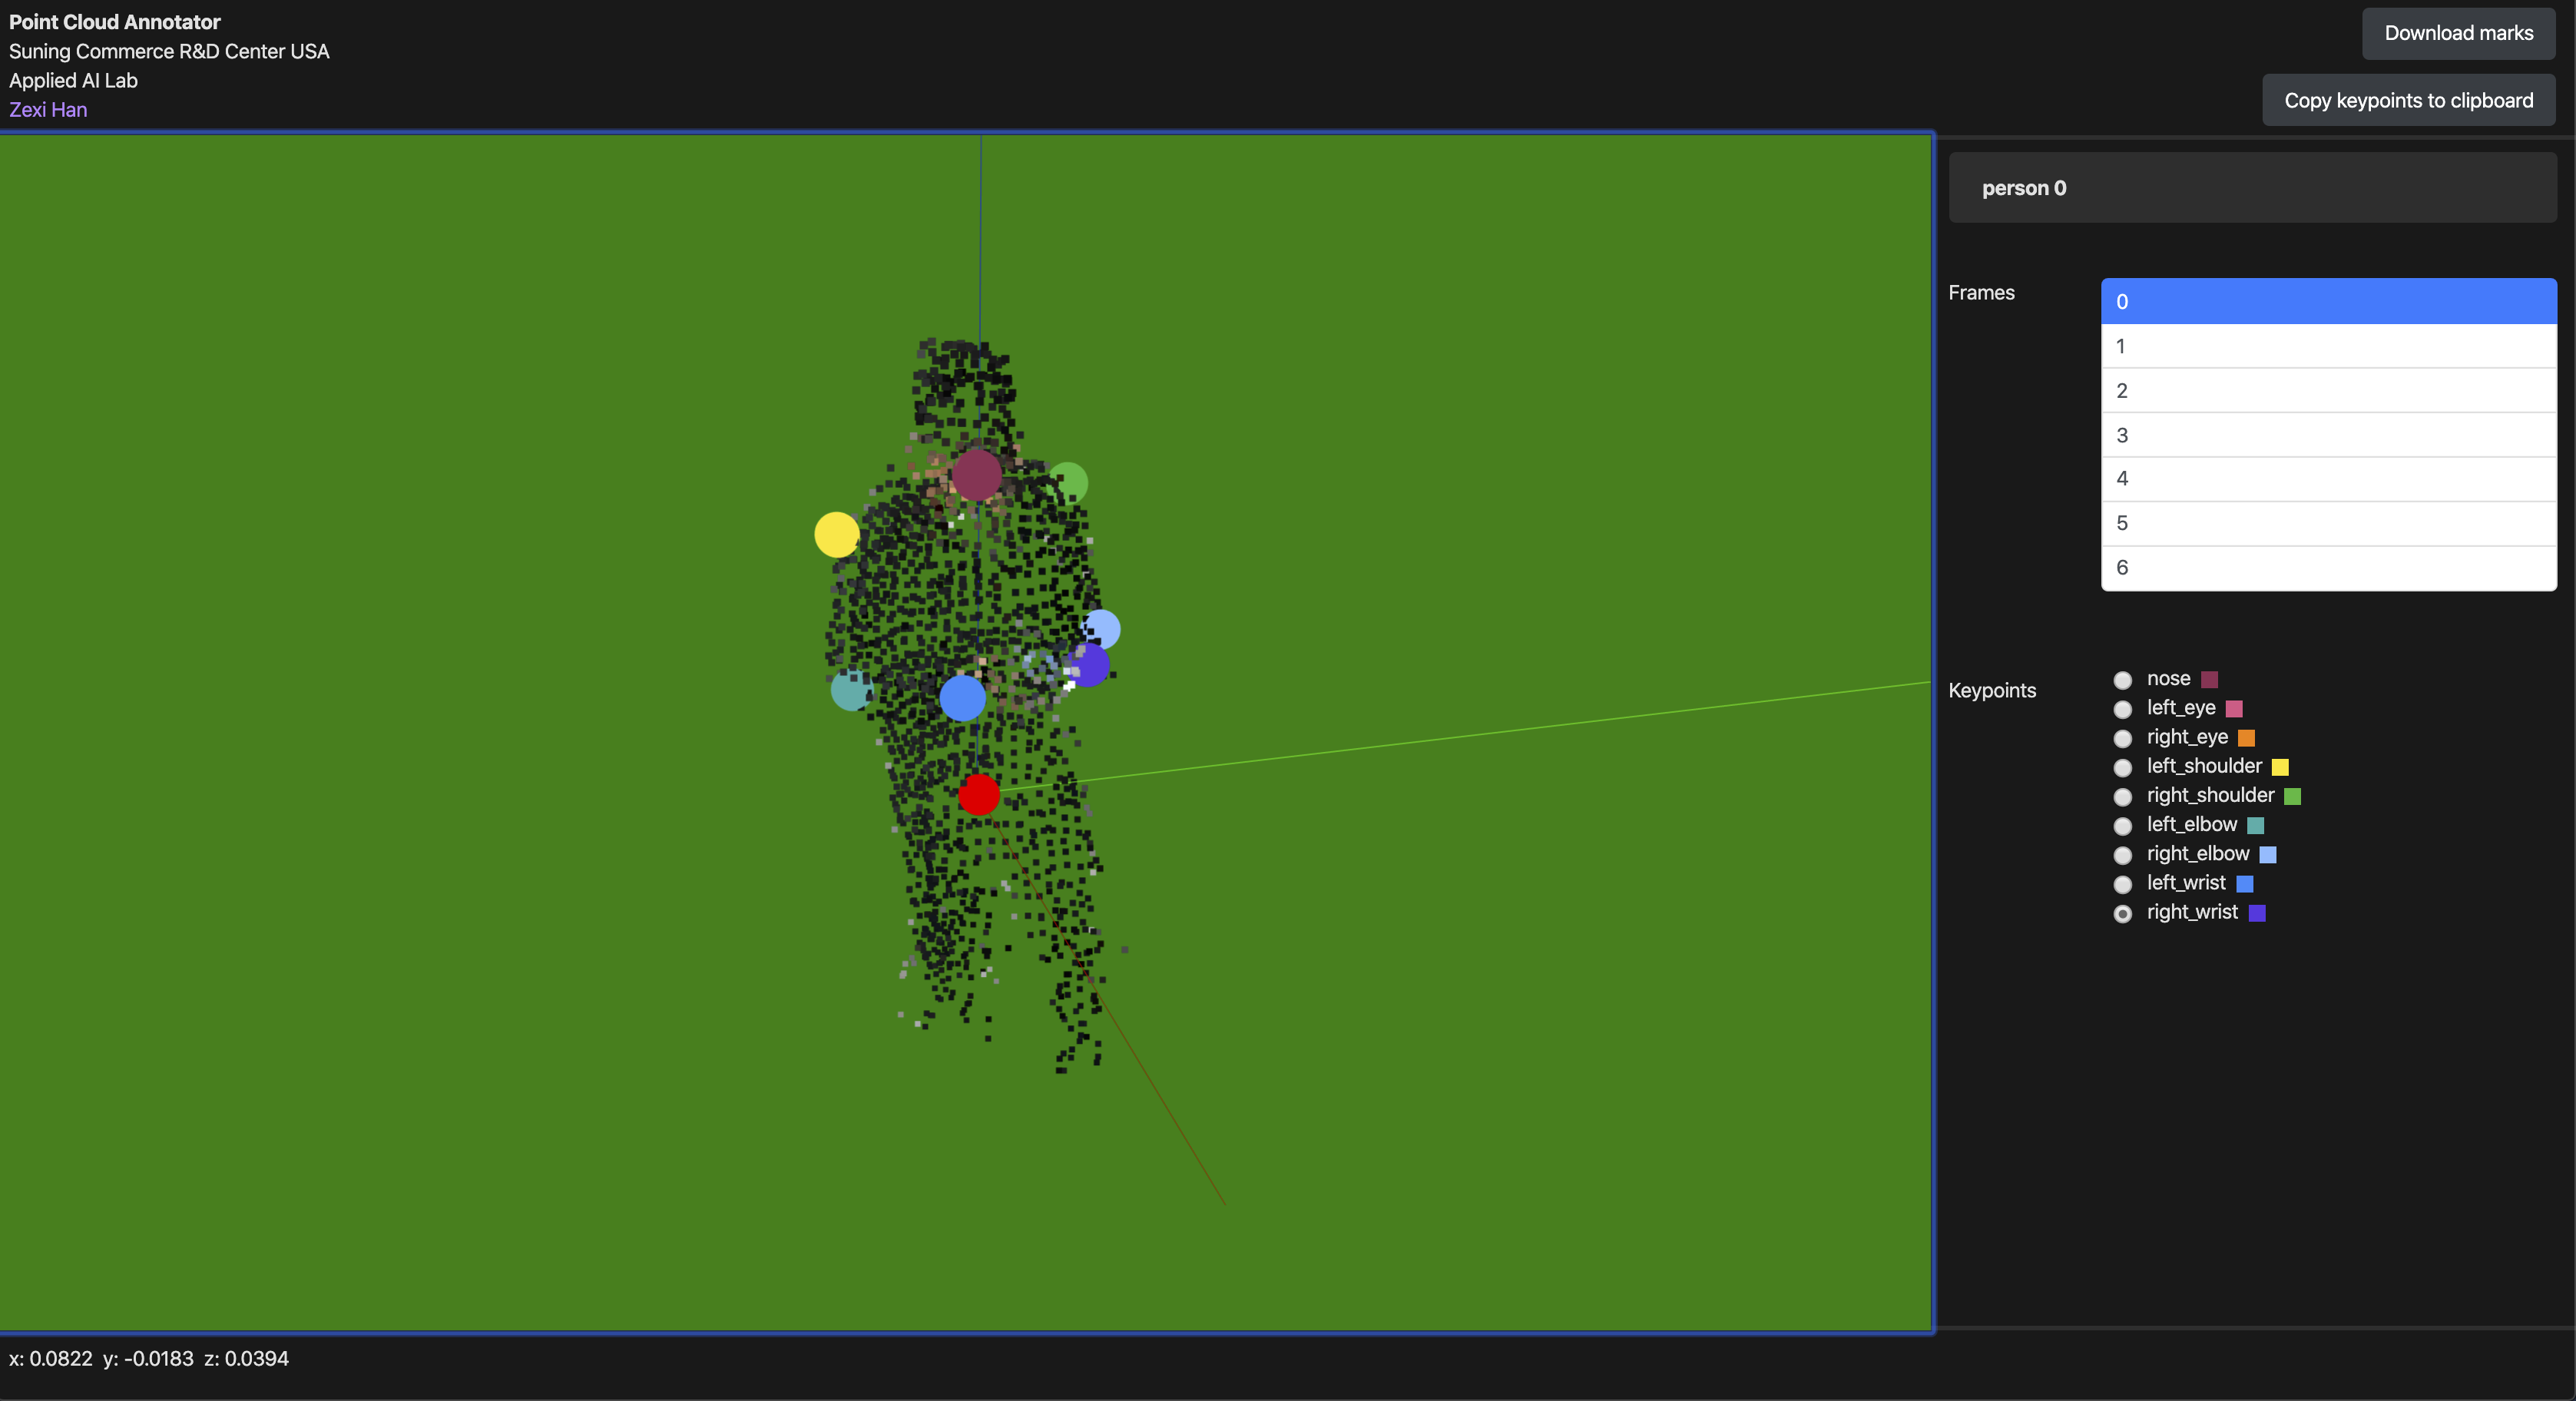 Point Cloud Annotator
Suning Commerce R&D Center USA
Applied AI Lab
Zexi Han
Download marks
Copy keypoints to clipboard
person 0
Frames
0
1
2
3
4
5
6
Keypoints
nose
left_eye
right_eye
left_shoulder
right_shoulder
left_elbow
right_elbow
left_wrist
right_wrist
x: 0.0822 y: -0.0183 z: 0.0394